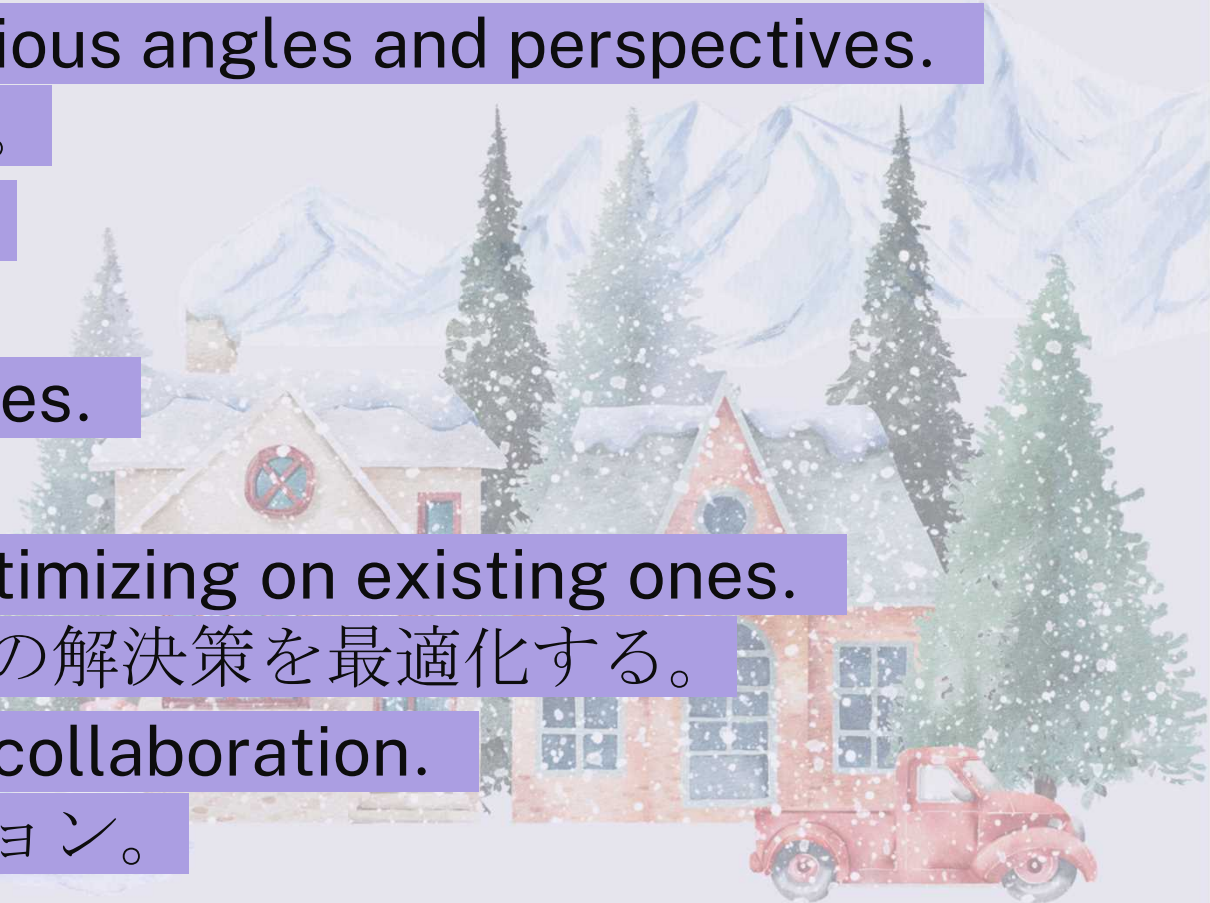 ious angles and perspectives.
。
es.
timizing on existing ones.
の解決策を最適化する。
collaboration.
ョン。